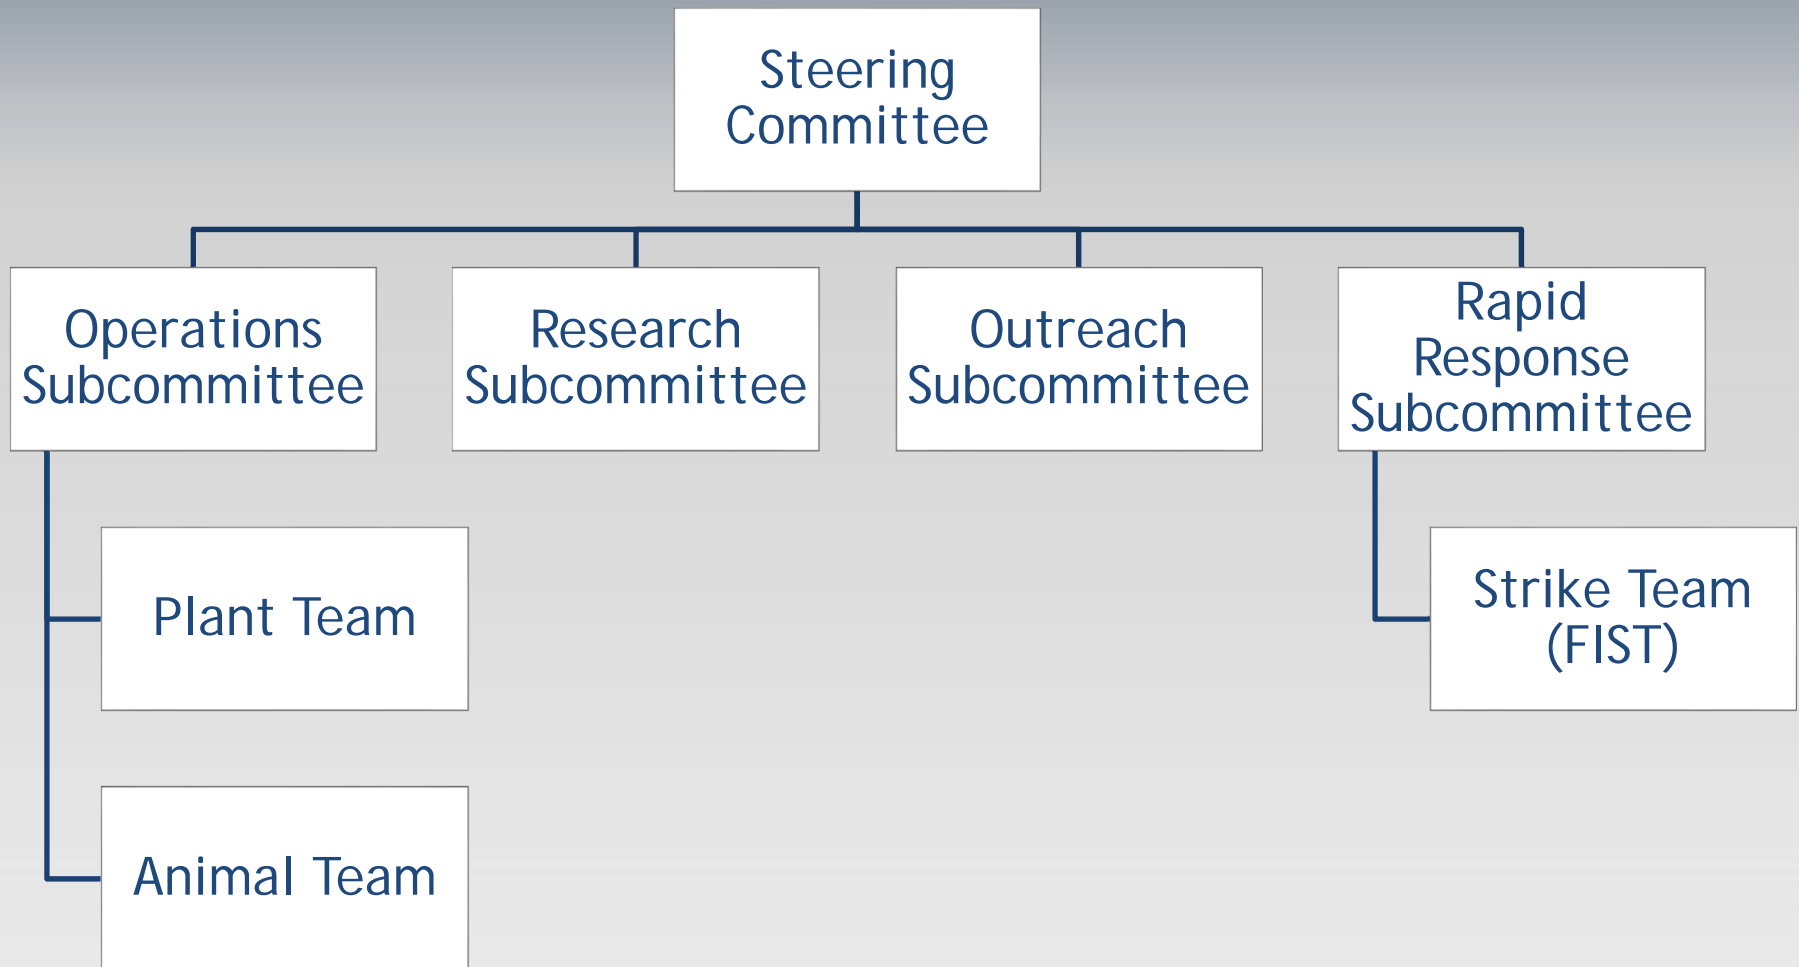 Steering
Committee
Operations
Subcommittee
Research
Subcommittee
Outreach
Subcommittee
Rapid
Response
Subcommittee
Plant Team
Strike Team
(FIST)
Animal Team